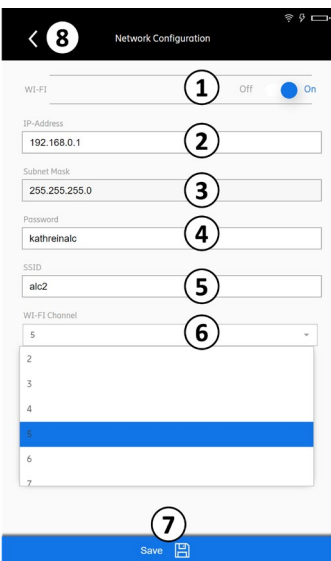 8
Network Configuration
WI-FI
1
Off
On
IP-Address
192.168.0.1
2
Subnet Mask
255.255.255.0
3
Password
kathreinalc
4
SSID
alc2
5
WI-FI Channel
5
6
2
3
4
5
6
7
7
Save